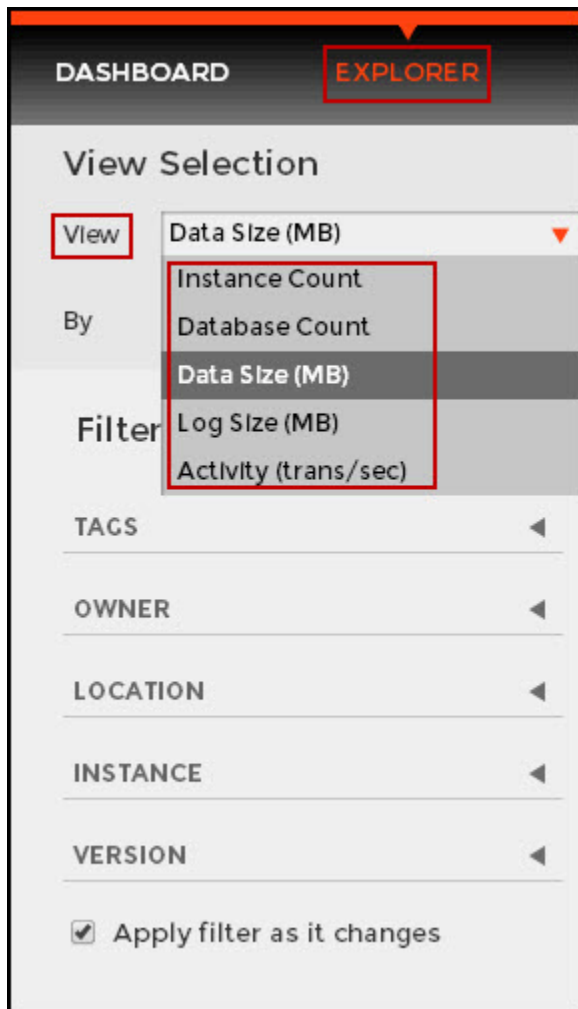 DASHBOARD EXPLORER
View Selection
View Data Size (MB)
Instance Count
By Database Count
Data Size (MB)
Filter Log Size (MB)
Activity (trans/sec)
TAGS
OWNER
LOCATION
INSTANCE
VERSION
Apply filter as it changes